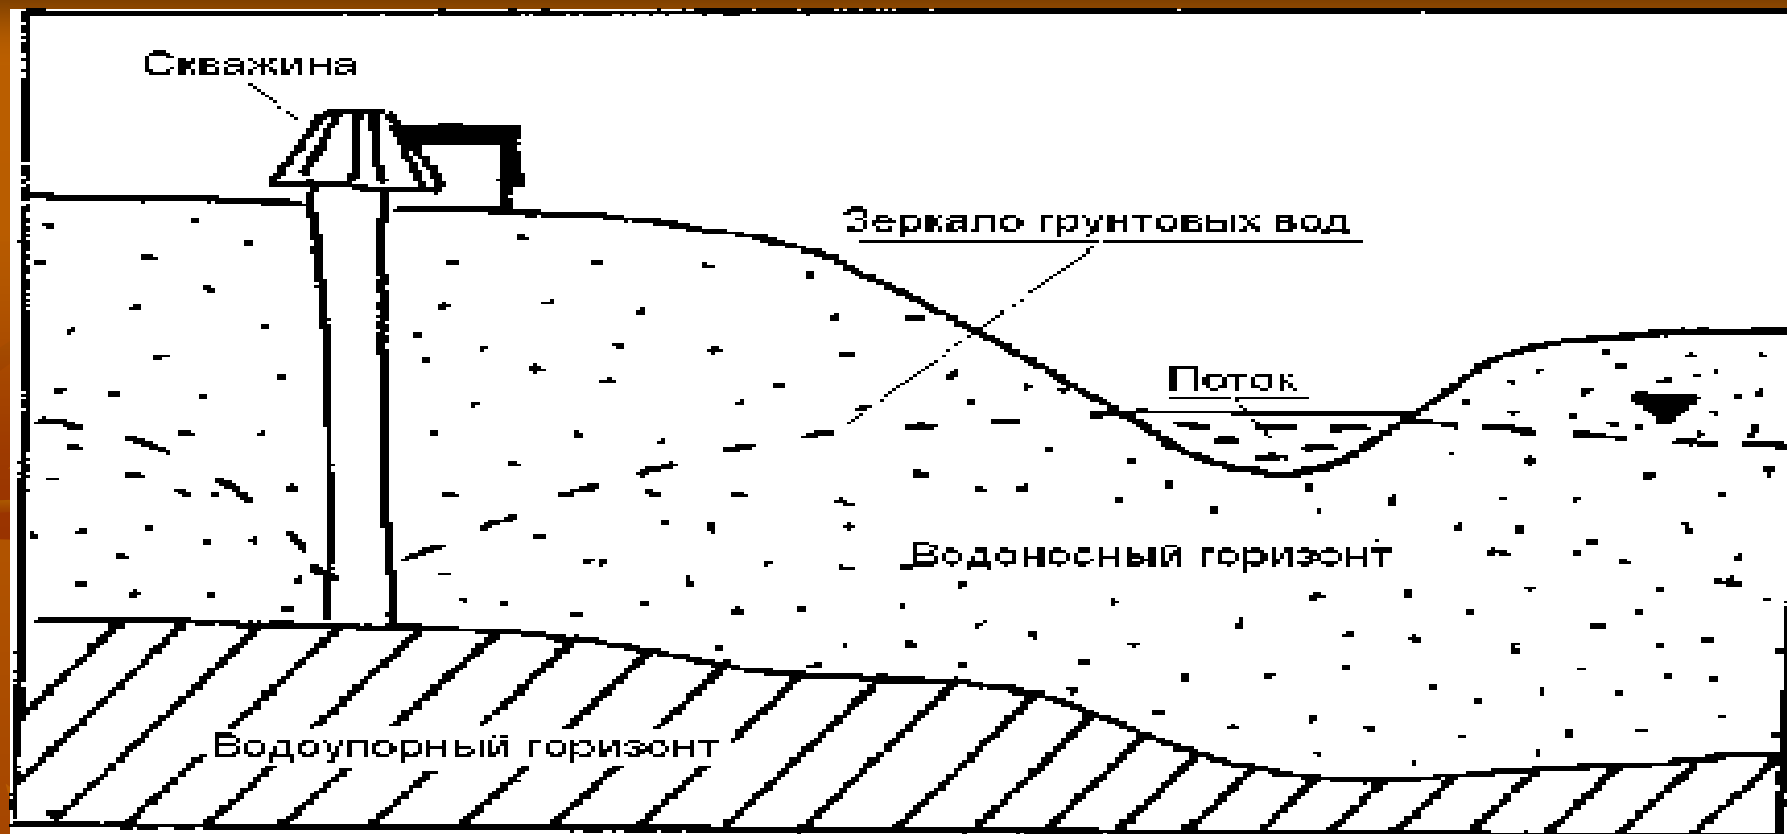 Скважина
Зеркало грунтовых вод
Поток
Водоносный горизонт
Водоупорный горизонт